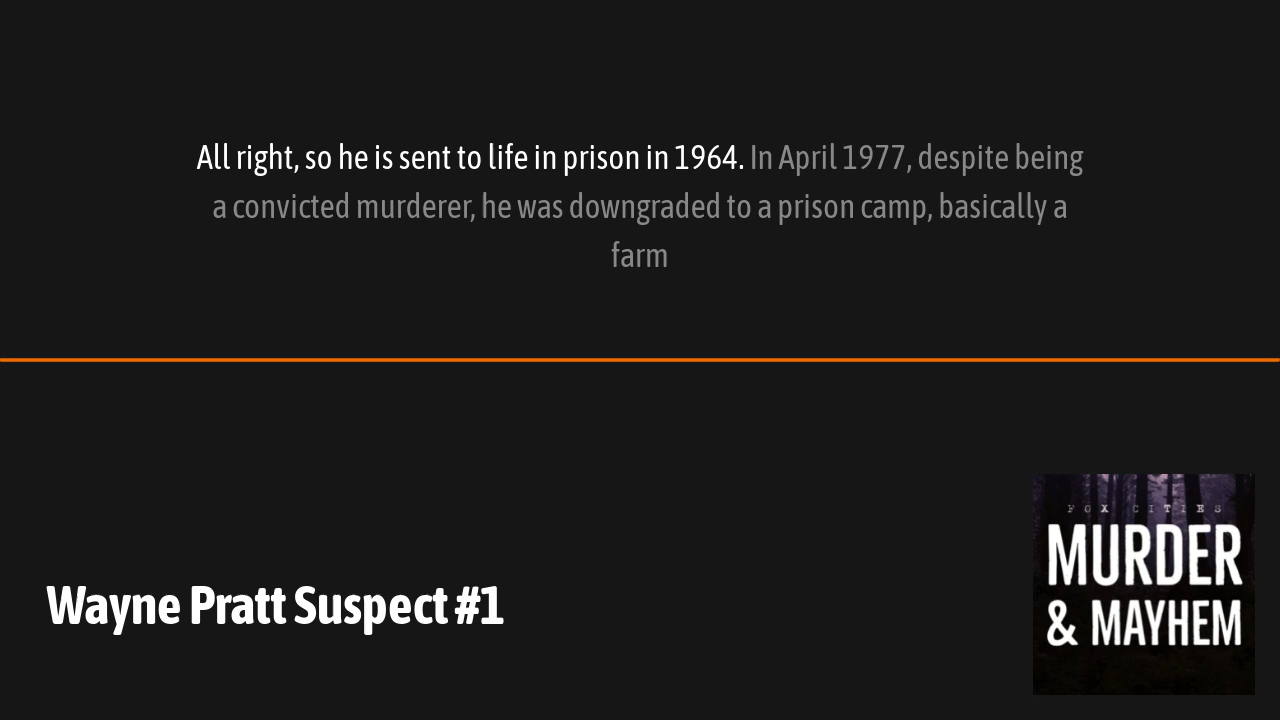 All right, so he is sent to life in prison in 1964. In April 1977, despite being
a convicted murderer, he was downgraded to a prison camp, basically a
farm
FOX CITIES
MURDER
& MAYHEM
Wayne Pratt Suspect #1